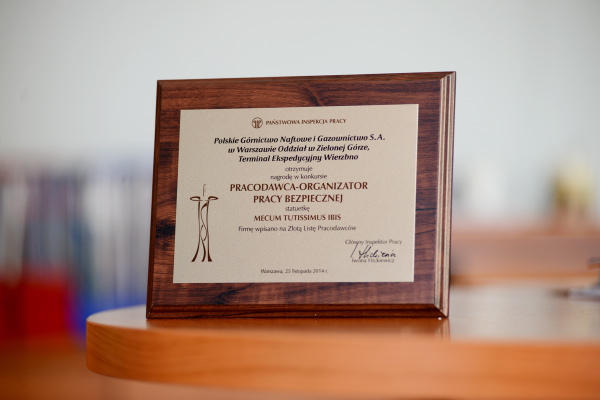 PAŃSTWOWA INSPEKCJA PRACY
Polskie Górnictwo Naftowe i Gazownictwo S.A.
w Warszawie Oddział w Zielonej Górze,
Terminal Ekspedycyjny Wierzbno
otrzymuje
nagrodę w konkursie
PRACODAWCA-ORGANIZATOR
PRACY BEZPIECZNEJ
statuetkę
MECUM TUTISSIMUS IBIS
Firmę wpisano na Złotą Listę Pracodawców
Główny Inspektor Pracy
Iwona Hickiewicz
Warszawa, 25 listopada 2014 r.